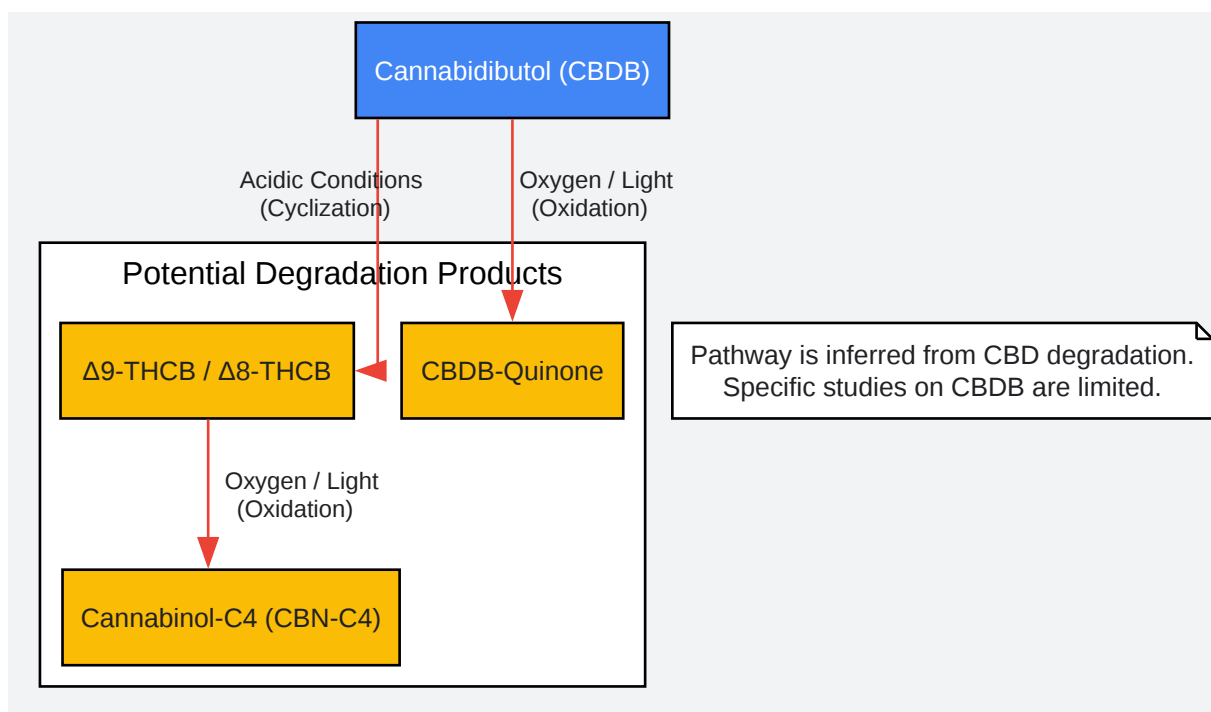 Cannabidibutol (CBDB)
Acidic Conditions
(Cyclization)
Oxygen / Light
(Oxidation)
Potential Degradation Products
Δ9-THCB / Δ8-THCB
CBDB-Quinone
Pathway is inferred from CBD degradation.
Specific studies on CBDB are limited.
Oxygen / Light
(Oxidation)
Cannabinol-C4 (CBN-C4)